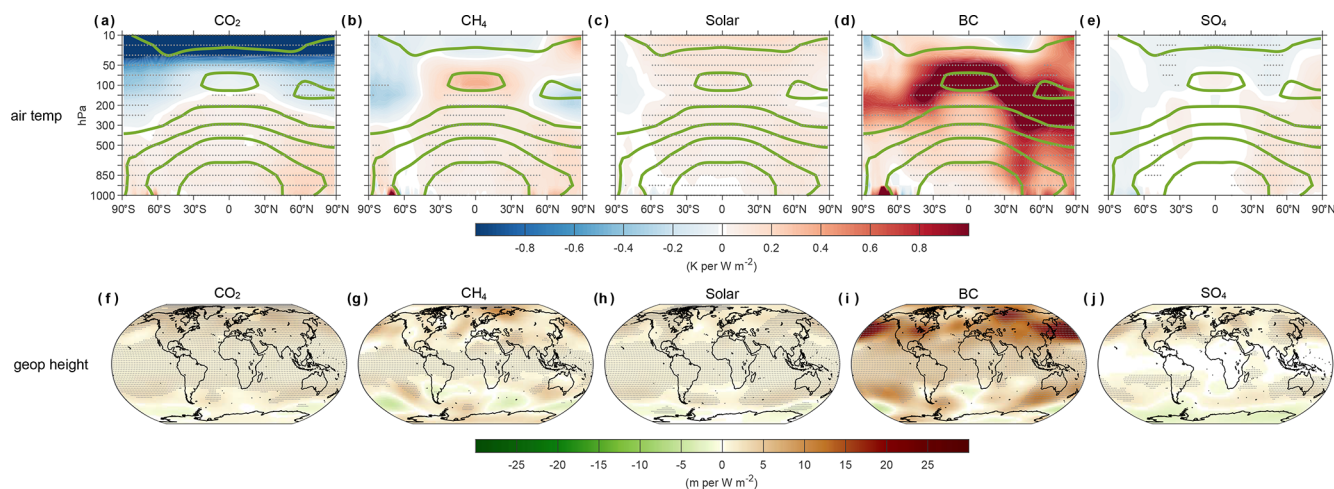 (a) CO2 (b) CH4 (c) Solar (d) BC (e) SO4
air temp
hPa
10
50
100
200
300
500
850
1000
90°S 60°S 30°S 0° 30°N 60°N 90°N 60°S 30°S 0° 30°N 60°N 90°S 60°S 30°S 0° 30°N 60°N 90°N 60°S 30°S 0° 30°N 60°N 90°S 60°S 30°S 0° 30°N 60°N 90°N
-0.8 -0.6 -0.4 -0.2 0 0.2 0.4 0.6 0.8
(K per W m-2)
(f) CO2 (g) CH4 (h) Solar (i) BC (j) SO4
geop height
-25 -20 -15 -10 -5 0 5 10 15 20 25
(m per W m-2)